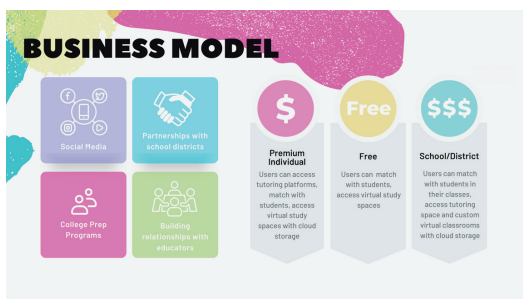 BUSINESS MODEL
Social Media
Partnerships with
school districts
College Prep
Programs
Building
relationships with
educators
$
Premium
Individual
Users can access
tutoring platforms,
match with
students, access
virtual study
spaces with cloud
storage
Free
Free
Users can match
with students,
access virtual study
spaces
$$$
School/District
Users can match
with students in
their classes,
access tutoring
space and custom
virtual classrooms
with cloud storage